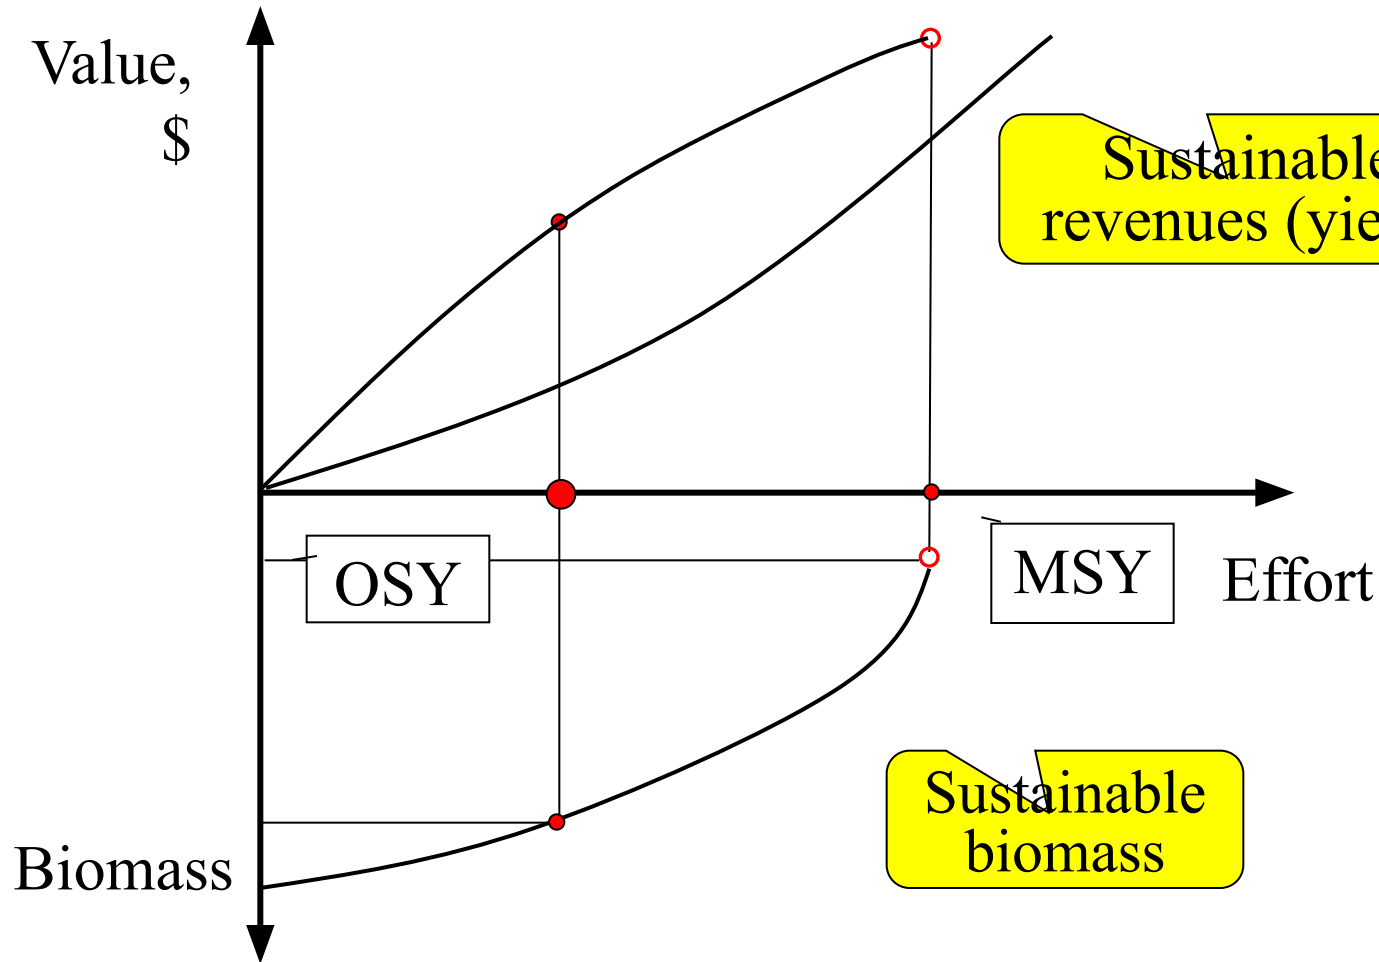 Value,
$
Sustainable
revenues (yie
OSY
MSY
Effort
Sustainable
biomass
Biomass